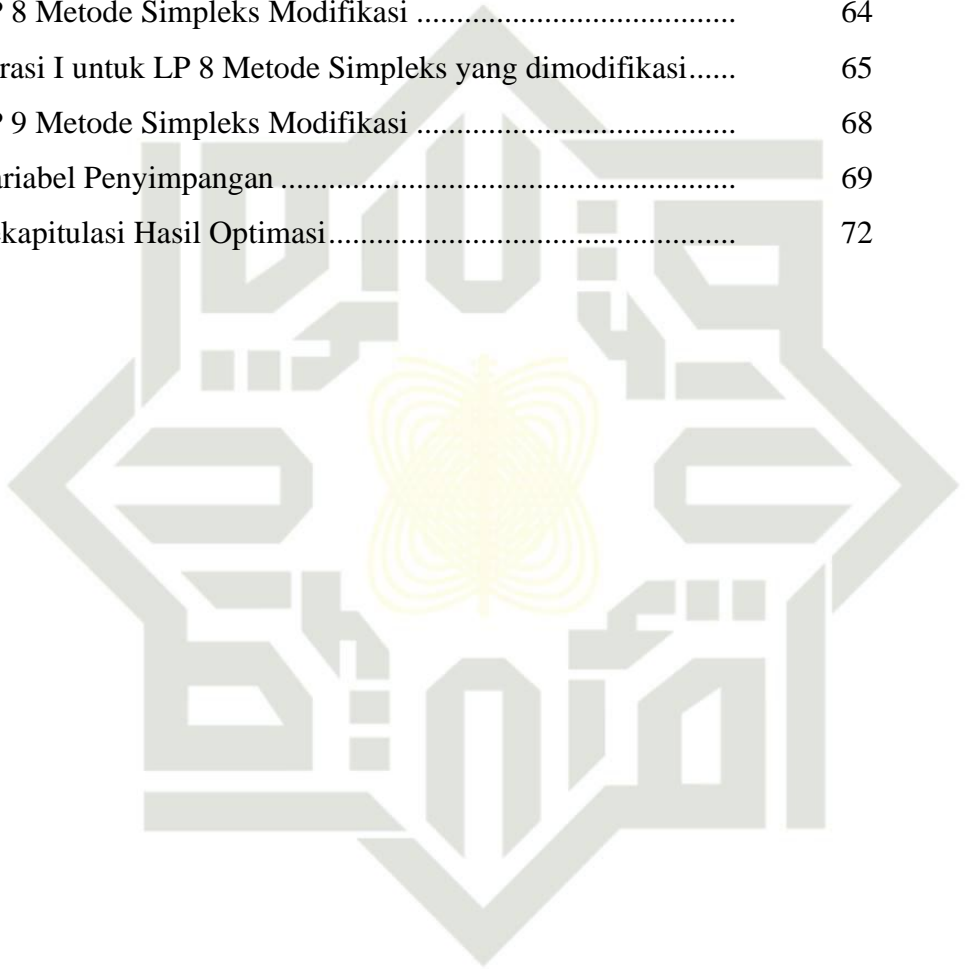 P 8 Metode Simpleks Modifikasi ........................................ 64
rasi I untuk LP 8 Metode Simpleks yang dimodifikasi...... 65
P 9 Metode Simpleks Modifikasi ........................................ 68
ariabel Penyimpangan ......................................................... 69
kapitulasi Hasil Optimasi................................................... 72